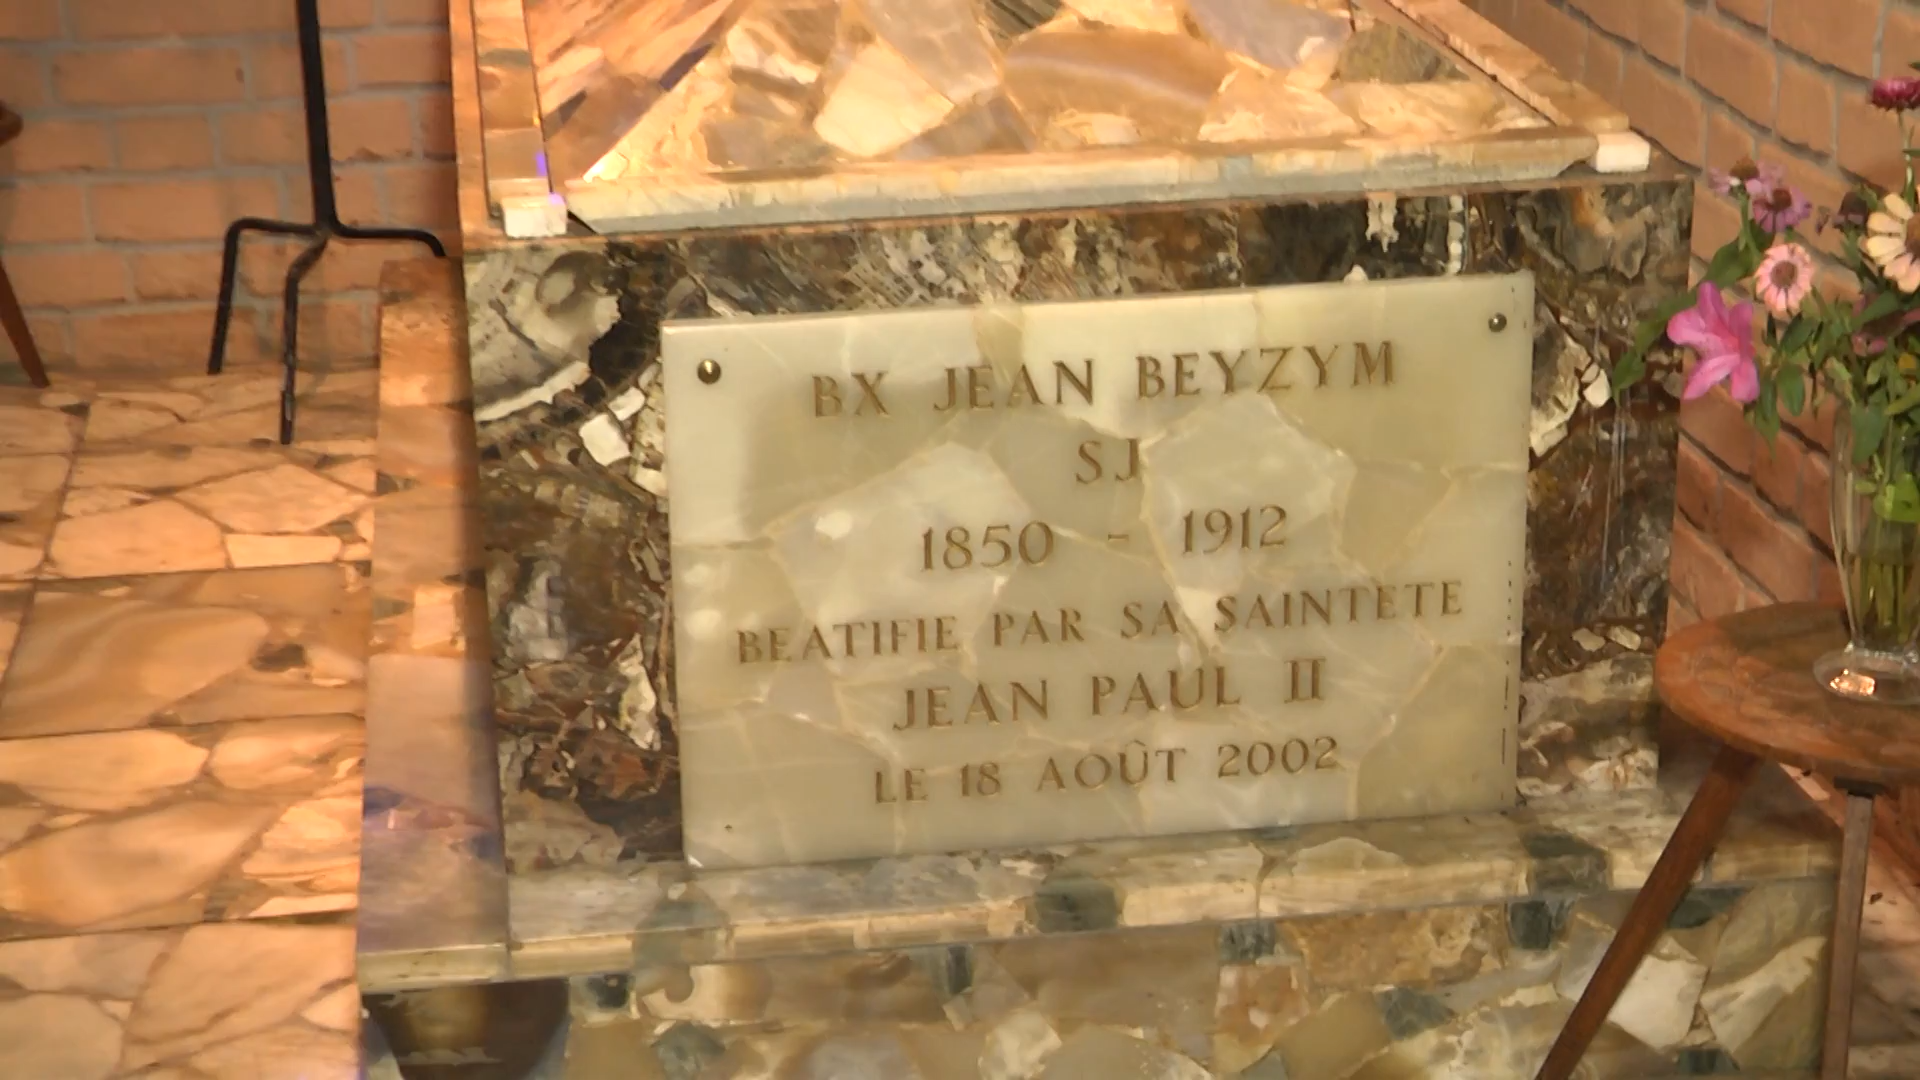 BX JEAN BEYZYM
SJ
1850 - 1912
BEATIFIE PAR SA SAINTETE
JEAN PAUL II
LE 18 AOÛT 2002